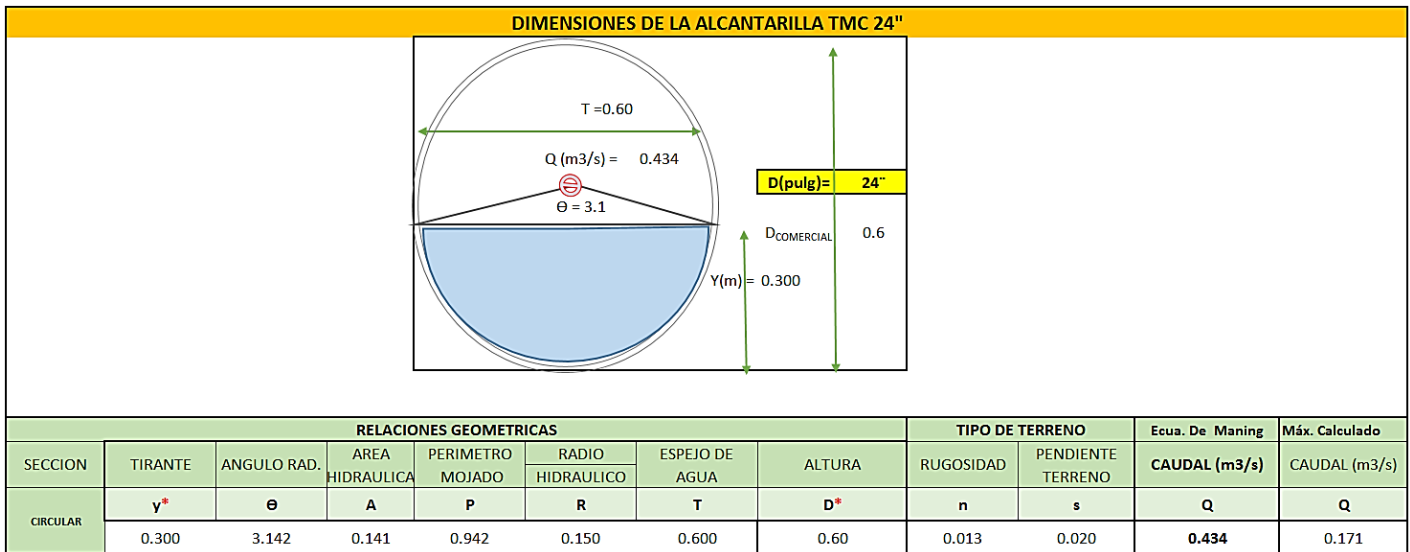 DIMENSIONES DE LA ALCANTARILLA TMC 24"
T =0.60
Q (m3/s) = 0.434
Ɵ
Ɵ = 3.1
D(pulg)= 24¨
DCOMERCIAL 0.6
Y(m) = 0.300
RELACIONES GEOMETRICAS TIPO DE TERRENO Ecua. De Maning Máx. Calculado
SECCION TIRANTE ANGULO RAD. AREA HIDRAULICA PERIMETRO MOJADO RADIO HIDRAULICO ESPEJO DE AGUA ALTURA RUGOSIDAD PENDIENTE TERRENO CAUDAL (m3/s) CAUDAL (m3/s)
CIRCULAR y* Ɵ A P R T D* n s Q Q
0.300 3.142 0.141 0.942 0.150 0.600 0.60 0.013 0.020 0.434 0.171